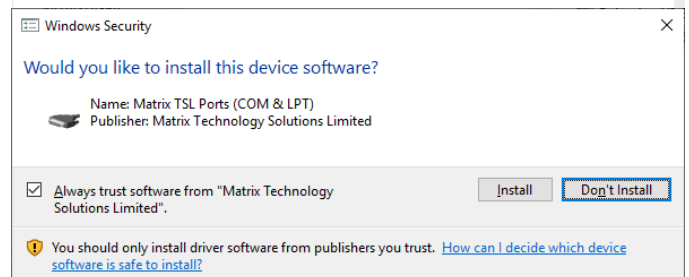 Windows Security
Would you like to install this device software?
Name: Matrix TSL Ports (COM & LPT)
Publisher: Matrix Technology Solutions Limited
Always trust software from "Matrix Technology
Solutions Limited".
Install
Don't Install
You should only install driver software from publishers you trust. How can I decide which device
software is safe to install?